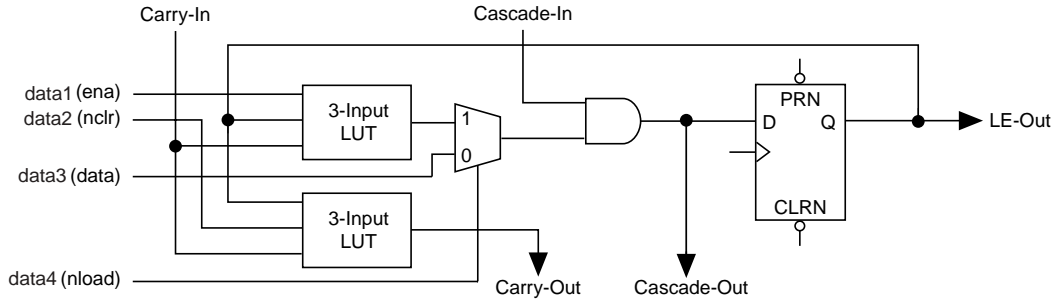 Carry-In
Cascade-In
data1 (ena)
data2 (nclr)
3-Input
LUT
1
0
PRN
D
Q
LE-Out
data3 (data)
CLRN
3-Input
LUT
data4 (nload)
Carry-Out
Cascade-Out